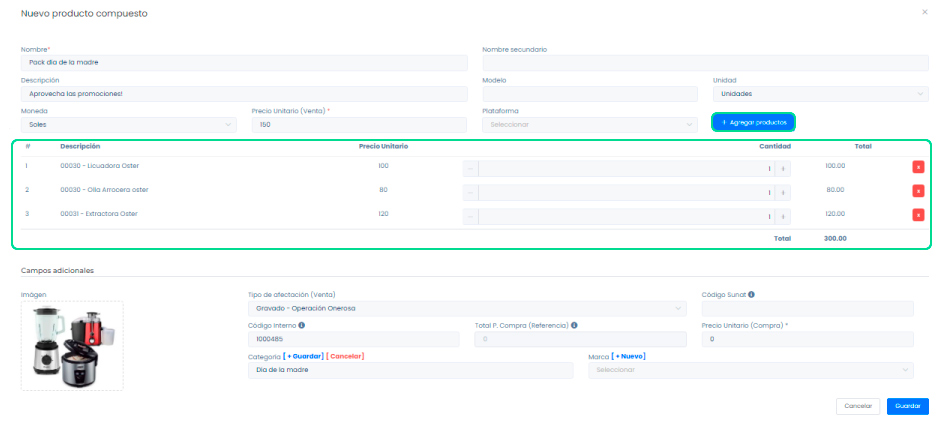 Nuevo producto compuesto ×
Nombre* Nombre secundario
Pack dia de la madre
Descripción Modelo Unidad
Aprovecha las promociones! Unidades
Moneda Precio Unitario (Venta) * Plataforma
Soles 150 Seleccionar + Agregar productos
# Descripción Precio Unitario Cantidad Total
1 00030 - Licuadora Oster 100 - 1 + 100.00 x
2 00030 - Olla Arrocera oster 80 - 1 + 80.00 x
3 00031 - Extractora Oster 120 - 1 + 120.00 x
Total 300.00
Campos adicionales
Imágen Tipo de afectación (Venta) Código Sunat
Gravado - Operación Onerosa
Código Interno Total P. Compra (Referencia) Precio Unitario (Compra) *
1000485 0 0
Categoría [ + Guardar] [ Cancelar] Marca [ + Nuevo]
Dia de la madre Seleccionar
Cancelar Guardar